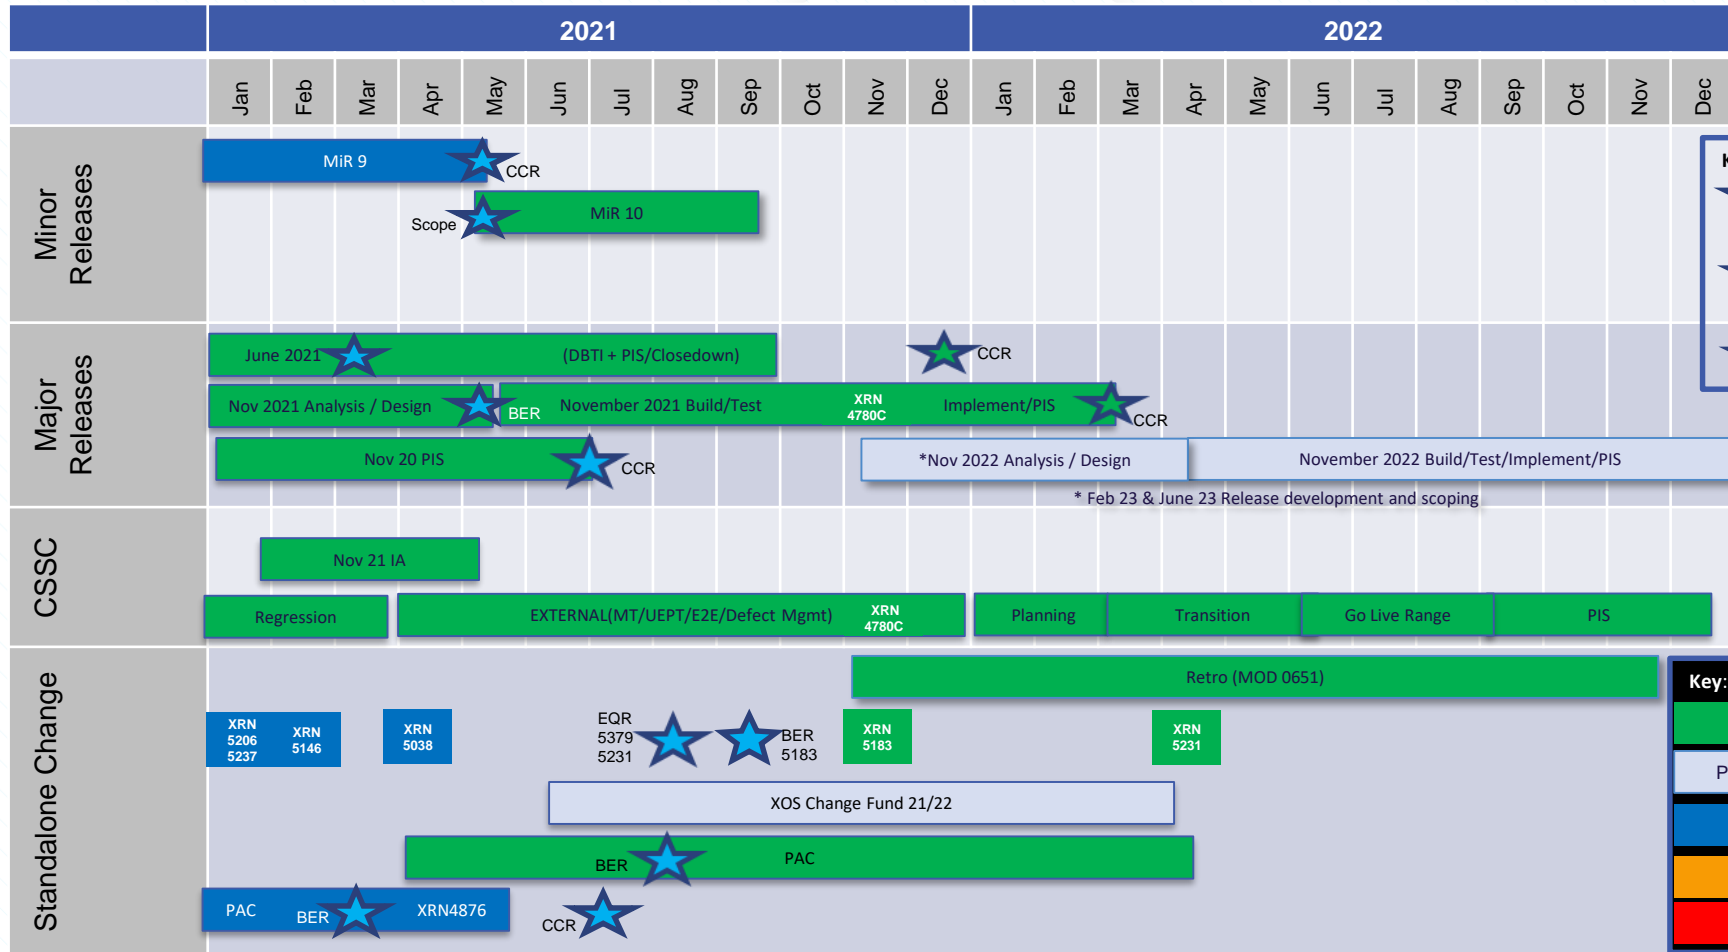 2021
2022
Jan
Feb
Mar
Apr
May
Jun
Jul
Aug
Sep
Oct
Nov
Dec
Jan
Feb
Mar
Apr
May
Jun
Jul
Aug
Sep
Oct
Nov
Dec
Minor
Releases
MiR 9
CCR
Scope
MiR 10
K
Major
Releases
June 2021
(DBTI + PIS/Closedown)
CCR
Nov 2021 Analysis / Design
BER
November 2021 Build/Test
XRN
4780C
Implement/PIS
CCR
Nov 20 PIS
CCR
*Nov 2022 Analysis / Design
November 2022 Build/Test/Implement/PIS
* Feb 23 & June 23 Release development and scoping
CSSC
Nov 21 IA
Regression
EXTERNAL(MT/UEPT/E2E/Defect Mgmt)
XRN
4780C
Planning
Transition
Go Live Range
PIS
Standalone Change
Retro (MOD 0651)
XRN
5206
5237
XRN
5146
XRN
5038
EQR
5379
5231
BER
5183
XRN
5183
XRN
5231
XOS Change Fund 21/22
BER
PAC
PAC
BER
XRN4876
CCR
Key:
P